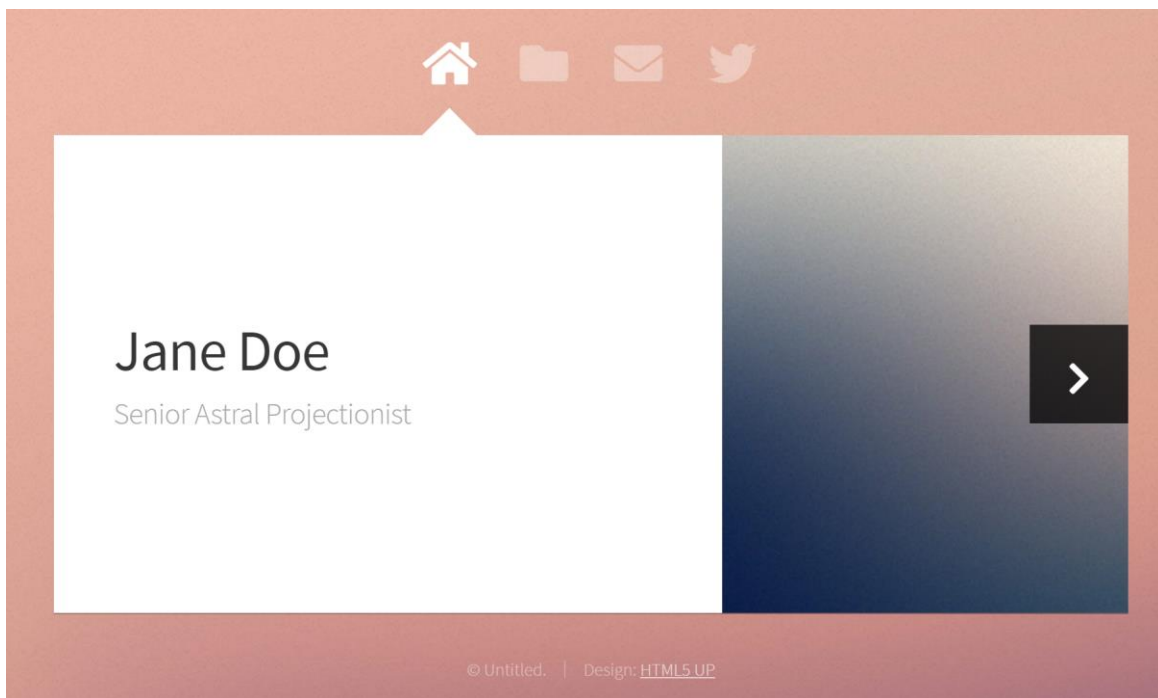 Jane Doe
Senior Astral Projectionist
© Untitled. | Design: HTML5 UP